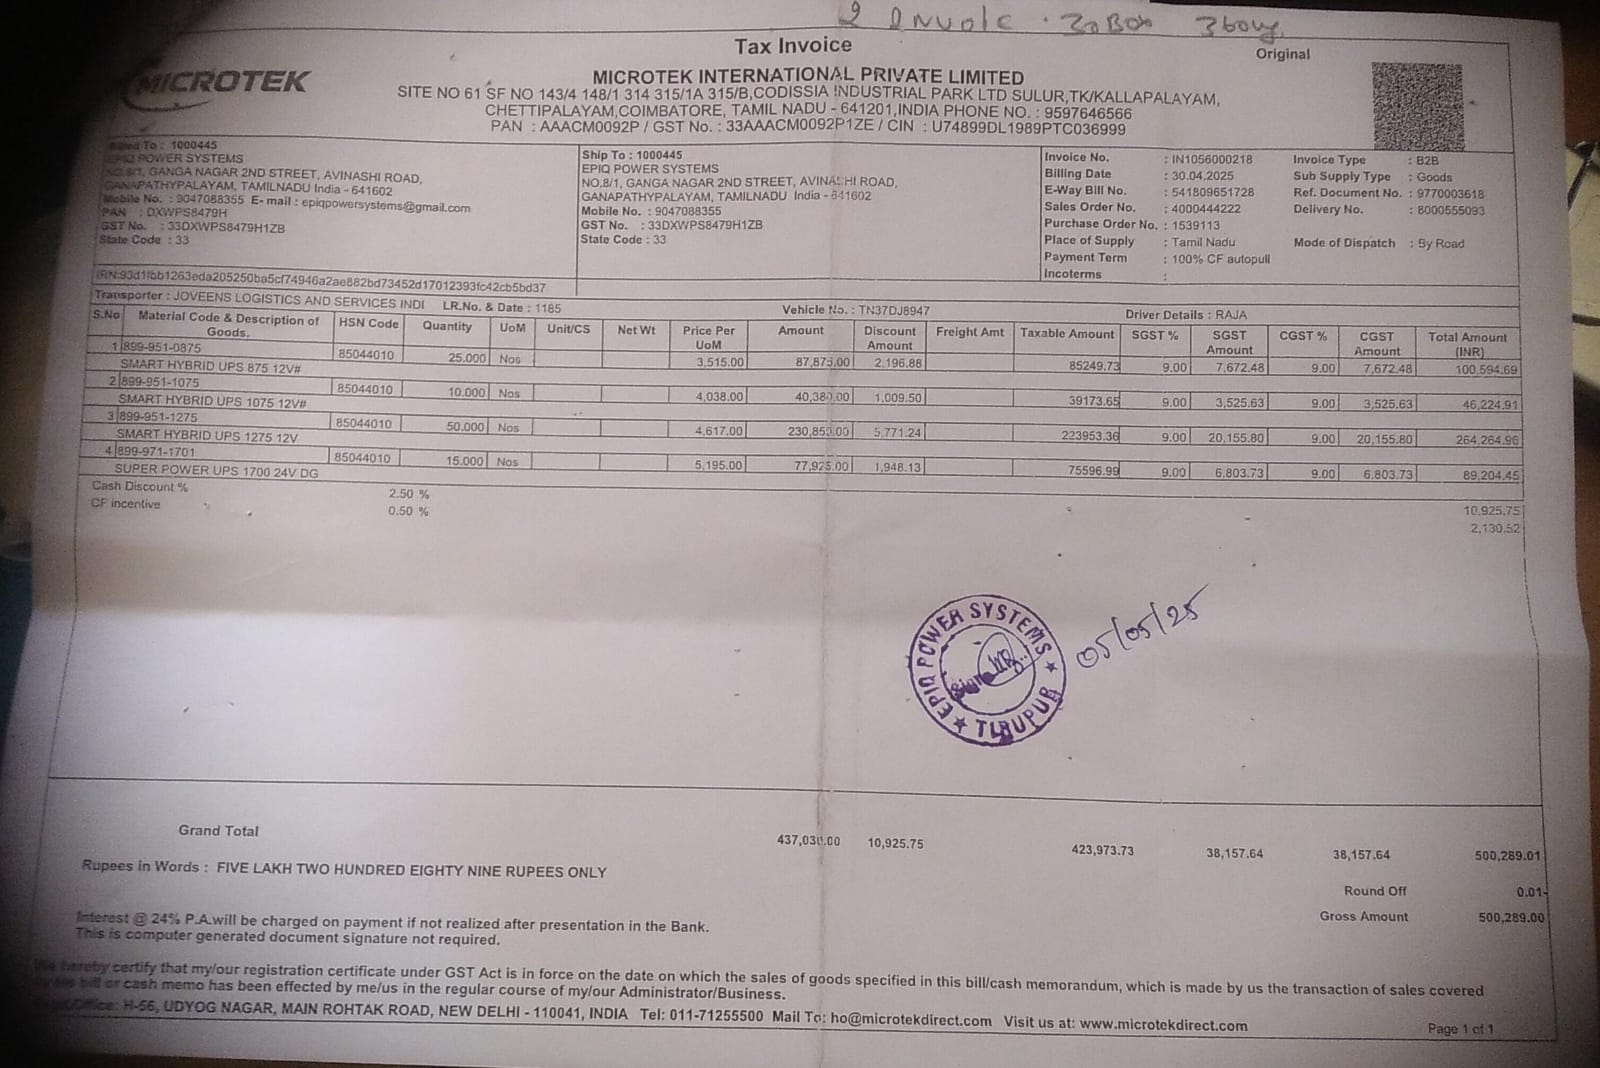 2 Invoic . 30Box 360kg
Tax Invoice
Original
MICROTEK
MICROTEK INTERNATIONAL PRIVATE LIMITED
SITE NO 61 SF NO 143/4 148/1 314 315/1A 315/B,CODISSIA INDUSTRIAL PARK LTD SULUR,TK/KALLAPALAYAM,
CHETTIPALAYAM,COIMBATORE, TAMIL NADU - 641201,INDIA PHONE NO. : 9597646566
PAN : AAACM0092P / GST No. : 33AAACM0092P1ZE / CIN : U74899DL1989PTC036999
Billed To : 1000445
EPIQ POWER SYSTEMS
NO.8/1, GANGA NAGAR 2ND STREET, AVINASHI ROAD,
GANAPATHYPALAYAM, TAMILNADU India - 641602
Mobile No. : 9047088355 E- mail : epiqpowersystems@gmail.com
PAN : DXWPS8479H
GST No. : 33DXWPS8479H1ZB
State Code : 33
IRN:93d1fbb1263eda205250ba5cf74946a2ae882bd73452d17012393fc42cb5bd37
Ship To : 1000445
EPIQ POWER SYSTEMS
NO.8/1, GANGA NAGAR 2ND STREET, AVINASHI ROAD,
GANAPATHYPALAYAM, TAMILNADU India - 641602
Mobile No. : 9047088355
GST No. : 33DXWPS8479H1ZB
State Code : 33
Invoice No. : IN1056000218
Billing Date : 30.04.2025
E-Way Bill No. : 541809651728
Sales Order No. : 4000444222
Purchase Order No. : 1539113
Place of Supply : Tamil Nadu
Payment Term : 100% CF autopull
Incoterms :
Invoice Type : B2B
Sub Supply Type : Goods
Ref. Document No. : 9770003618
Delivery No. : 8000555093
Mode of Dispatch : By Road
Transporter : JOVEENS LOGISTICS AND SERVICES INDI LR.No. & Date : 1185 Vehicle No. : TN37DJ8947 Driver Details : RAJA
S.No Material Code & Description of Goods. HSN Code Quantity UoM Unit/CS Net Wt Price Per UoM Amount Discount Amount Freight Amt Taxable Amount SGST % SGST Amount CGST % CGST Amount Total Amount (INR)
1 899-951-0875 85044010 25.000 Nos 3,515.00 87,875.00 2,196.88 85249.73 9.00 7,672.48 9.00 7,672.48 100,594.69
SMART HYBRID UPS 875 12V#
2 899-951-1075 85044010 10.000 Nos 4,038.00 40,380.00 1,009.50 39173.65 9.00 3,525.63 9.00 3,525.63 46,224.91
SMART HYBRID UPS 1075 12V#
3 899-951-1275 85044010 50.000 Nos 4,617.00 230,850.00 5,771.24 223953.36 9.00 20,155.80 9.00 20,155.80 264,264.96
SMART HYBRID UPS 1275 12V
4 899-971-1701 85044010 15.000 Nos 5,195.00 77,925.00 1,948.13 75596.99 9.00 6,803.73 9.00 6,803.73 89,204.45
SUPER POWER UPS 1700 24V DG
Cash Discount % 2.50 % 10,925.75
CF incentive 0.50 % 2,130.52
EPIQ POWER SYSTEMS
★ TIRUPUR ★
05/05/25
Grand Total 437,030.00 10,925.75 423,973.73 38,157.64 38,157.64 500,289.01
Rupees in Words : FIVE LAKH TWO HUNDRED EIGHTY NINE RUPEES ONLY
Round Off 0.01-
Gross Amount 500,289.00
Interest @ 24% P.A.will be charged on payment if not realized after presentation in the Bank.
This is computer generated document signature not required.
We hereby certify that my/our registration certificate under GST Act is in force on the date on which the sales of goods specified in this bill/cash memorandum, which is made by us the transaction of sales covered
by this bill or cash memo has been effected by me/us in the regular course of my/our Administrator/Business.
Office: H-56, UDYOG NAGAR, MAIN ROHTAK ROAD, NEW DELHI - 110041, INDIA Tel: 011-71255500 Mail To: ho@microtekdirect.com Visit us at: www.microtekdirect.com
Page 1 of 1